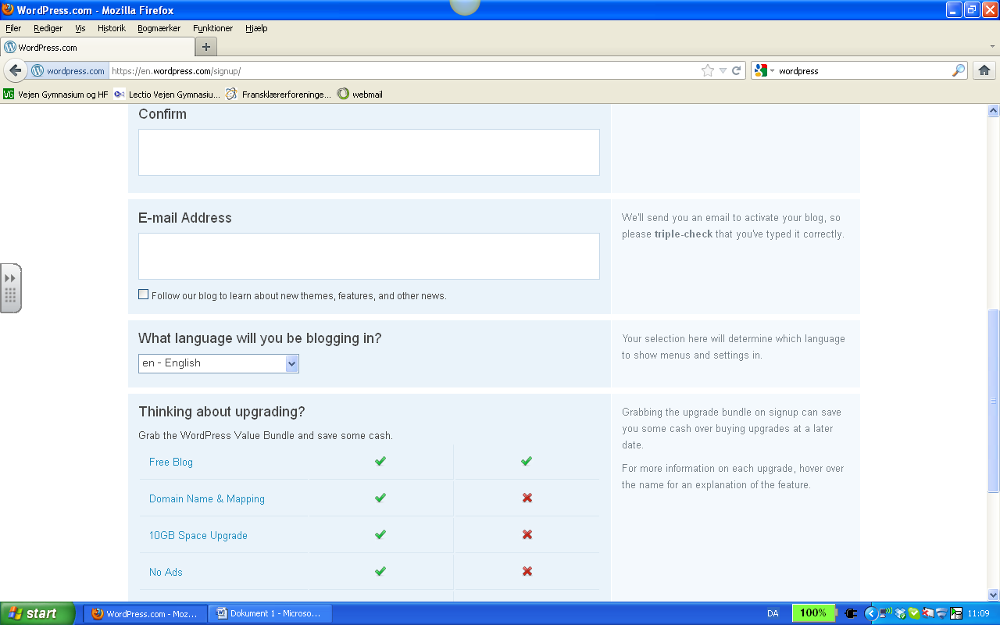 WordPress.com - Mozilla Firefox
Filer Rediger Vis Historik Bogmærker Funktioner Hjælp
WordPress.com
wordpress.com https://en.wordpress.com/signup/ wordpress
VG Vejen Gymnasium og HF Lectio Vejen Gymnasiu... Fransklærerforeninge... webmail
Confirm
E-mail Address
We'll send you an email to activate your blog, so
please triple-check that you've typed it correctly.
Follow our blog to learn about new themes, features, and other news.
What language will you be blogging in?
en - English
Your selection here will determine which language
to show menus and settings in.
Thinking about upgrading?
Grab the WordPress Value Bundle and save some cash.
Grabbing the upgrade bundle on signup can save
you some cash over buying upgrades at a later
date.
For more information on each upgrade, hover over
the name for an explanation of the feature.
Free Blog
Domain Name & Mapping
10GB Space Upgrade
No Ads
start WordPress.com - Moz... Dokument 1 - Microso... DA 100% 11:09